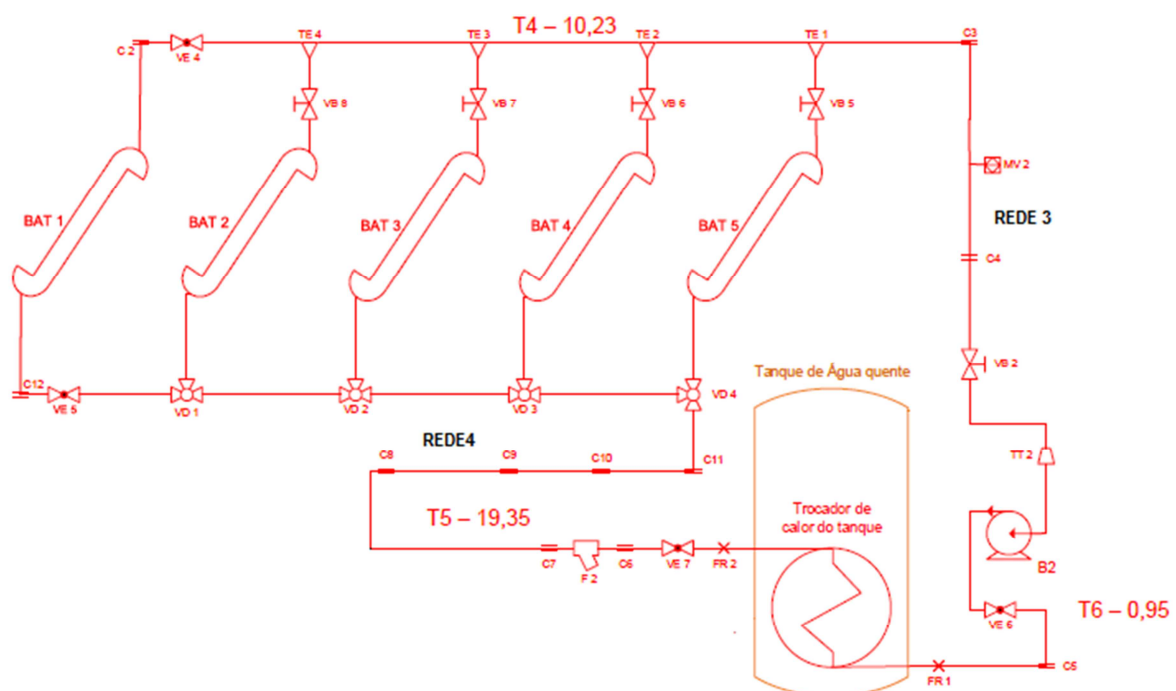 T4 – 10,23
C 2
VE 4
TE 4
TE 3
TE 2
TE 1
C3
VB 8
VB 7
VB 6
VB 5
MV 2
REDE 3
BAT 1
BAT 2
BAT 3
BAT 4
BAT 5
C4
VB 2
C12
VE 5
VD 1
VD 2
VD 3
VD 4
Tanque de Água quente
REDE4
C8
C9
C10
C11
TT 2
T5 – 19,35
Trocador de
calor do tanque
C7
F 2
C6
VE 7
FR 2
B2
VE 6
T6 – 0,95
FR 1
C5